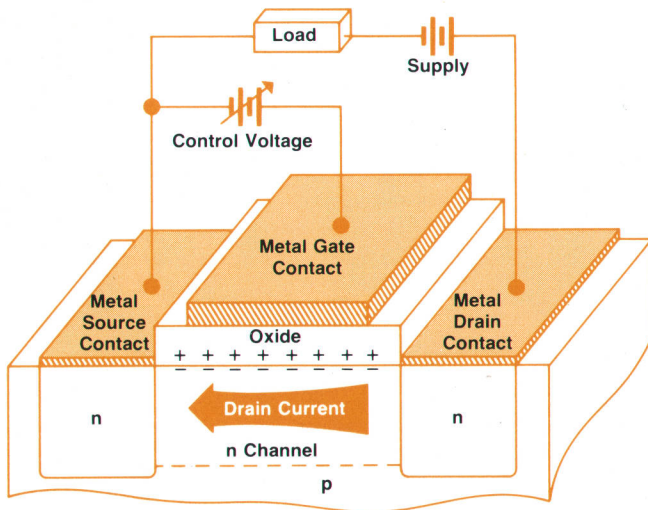 Load
Supply
Control Voltage
Metal Gate
Contact
Metal
Source
Contact
Metal
Drain
Contact
Oxide
+ + + + + + + +
− − − − − − − −
n
Drain Current
n
n Channel
p